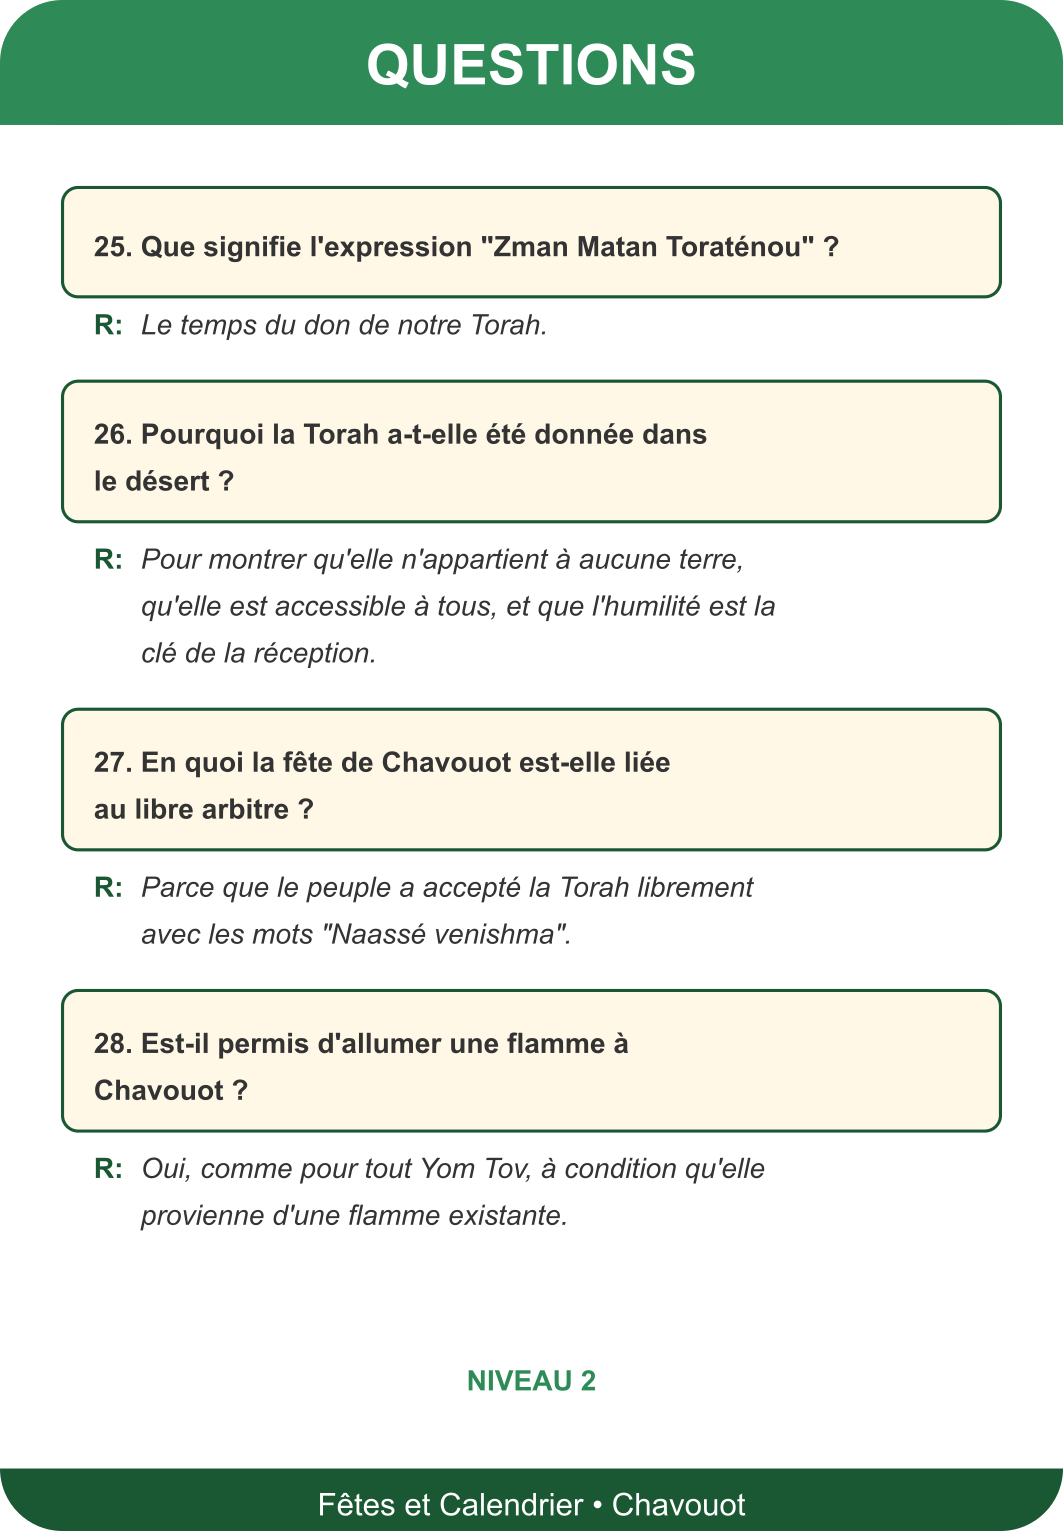 QUESTIONS
25. Que signifie l'expression "Zman Matan Toraténou" ?
R: Le temps du don de notre Torah.
26. Pourquoi la Torah a-t-elle été donnée dans
le désert ?
R: Pour montrer qu'elle n'appartient à aucune terre,
qu'elle est accessible à tous, et que l'humilité est la
clé de la réception.
27. En quoi la fête de Chavouot est-elle liée
au libre arbitre ?
R: Parce que le peuple a accepté la Torah librement
avec les mots "Naassé venishma".
28. Est-il permis d'allumer une flamme à
Chavouot ?
R: Oui, comme pour tout Yom Tov, à condition qu'elle
provienne d'une flamme existante.
NIVEAU 2
Fêtes et Calendrier • Chavouot